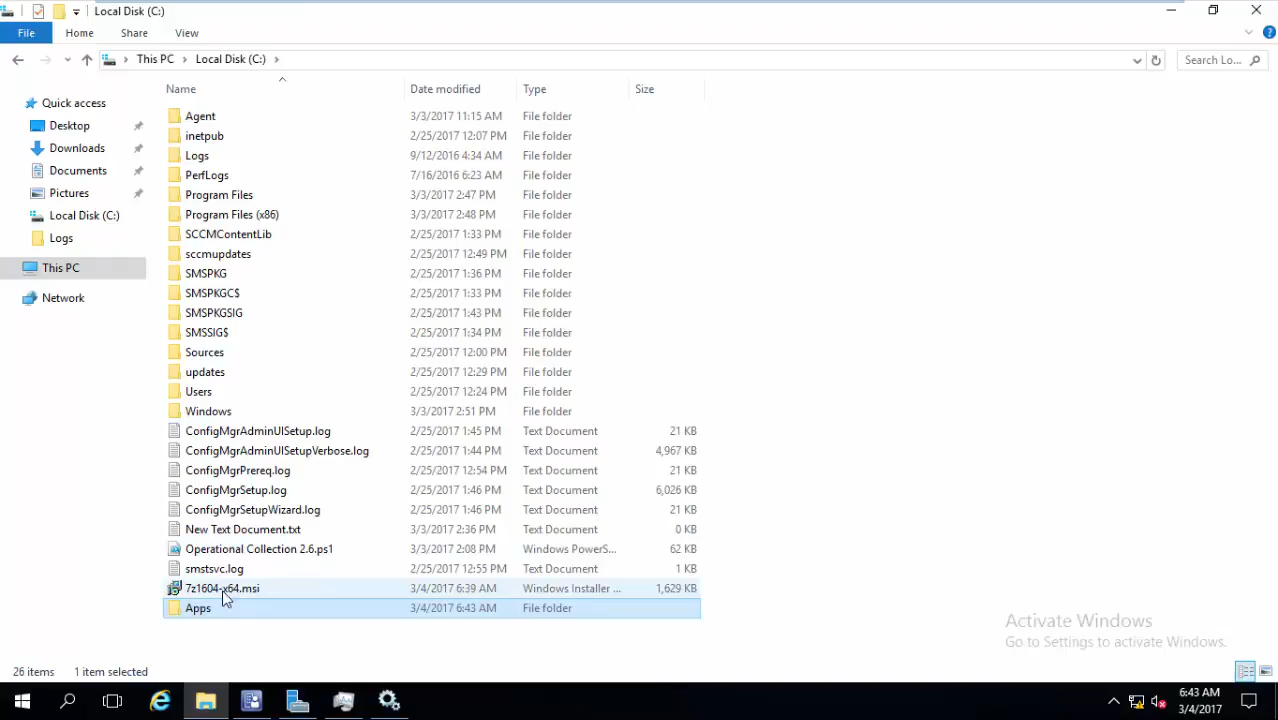 Local Disk (C:)
File Home Share View
This PC Local Disk (C:) Search Lo...
Name Date modified Type Size
Quick access
Desktop
Downloads
Documents
Pictures
Local Disk (C:)
Logs
This PC
Network
Agent 3/3/2017 11:15 AM File folder
inetpub 2/25/2017 12:07 PM File folder
Logs 9/12/2016 4:34 AM File folder
PerfLogs 7/16/2016 6:23 AM File folder
Program Files 3/3/2017 2:47 PM File folder
Program Files (x86) 3/3/2017 2:48 PM File folder
SCCMContentLib 2/25/2017 1:33 PM File folder
sccmupdates 2/25/2017 12:49 PM File folder
SMSPKG 2/25/2017 1:36 PM File folder
SMSPKGC$ 2/25/2017 1:33 PM File folder
SMSPKGSIG 2/25/2017 1:43 PM File folder
SMSSIG$ 2/25/2017 1:34 PM File folder
Sources 2/25/2017 12:00 PM File folder
updates 2/25/2017 12:29 PM File folder
Users 2/25/2017 12:24 PM File folder
Windows 3/3/2017 2:51 PM File folder
ConfigMgrAdminUISetup.log 2/25/2017 1:45 PM Text Document 21 KB
ConfigMgrAdminUISetupVerbose.log 2/25/2017 1:44 PM Text Document 4,967 KB
ConfigMgrPrereq.log 2/25/2017 12:54 PM Text Document 21 KB
ConfigMgrSetup.log 2/25/2017 1:46 PM Text Document 6,026 KB
ConfigMgrSetupWizard.log 2/25/2017 1:46 PM Text Document 21 KB
New Text Document.txt 3/3/2017 2:36 PM Text Document 0 KB
Operational Collection 2.6.ps1 3/3/2017 2:08 PM Windows PowerS... 62 KB
smstsvc.log 2/25/2017 12:55 PM Text Document 1 KB
7z1604-x64.msi 3/4/2017 6:39 AM Windows Installer ... 1,629 KB
Apps 3/4/2017 6:43 AM File folder
Activate Windows
Go to Settings to activate Windows.
26 items 1 item selected
6:43 AM
3/4/2017